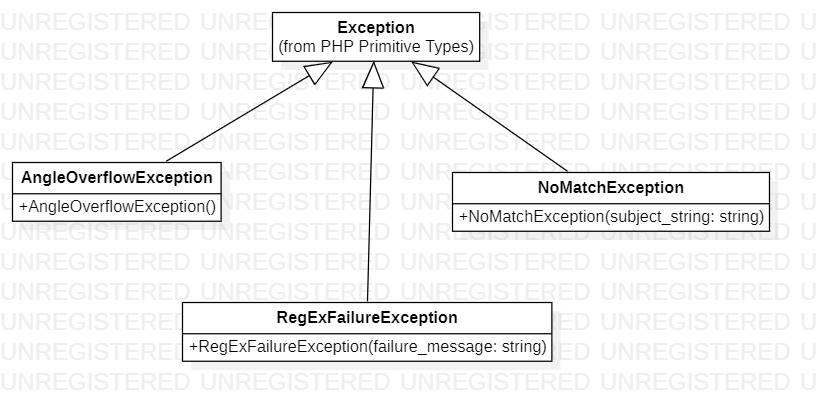 Exception
(from PHP Primitive Types)
AngleOverflowException
+AngleOverflowException()
NoMatchException
+NoMatchException(subject_string: string)
RegExFailureException
+RegExFailureException(failure_message: string)
UNREGISTERED UNREGISTERED UNREGISTERED UNREGISTERED U